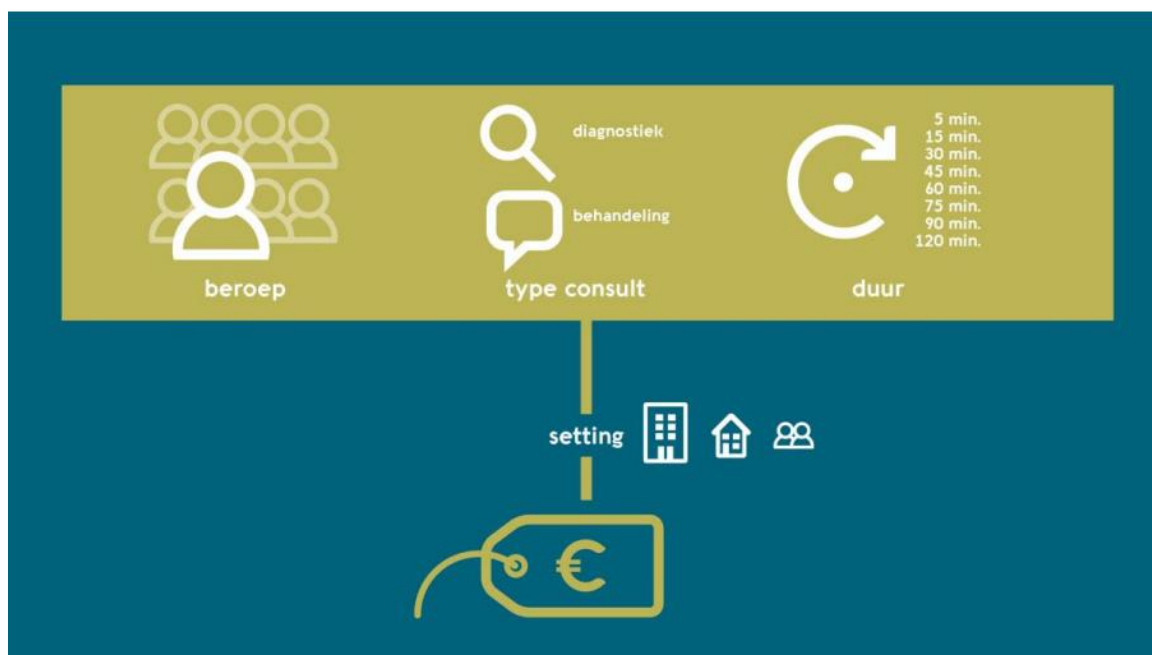 diagnostiek
behandeling
5 min.
15 min.
30 min.
45 min.
60 min.
75 min.
90 min.
120 min.
beroep
type consult
duur
setting
€